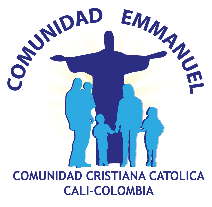 COMUNIDAD EMMANUEL
COMUNIDAD CRISTIANA CATOLICA
CALI-COLOMBIA